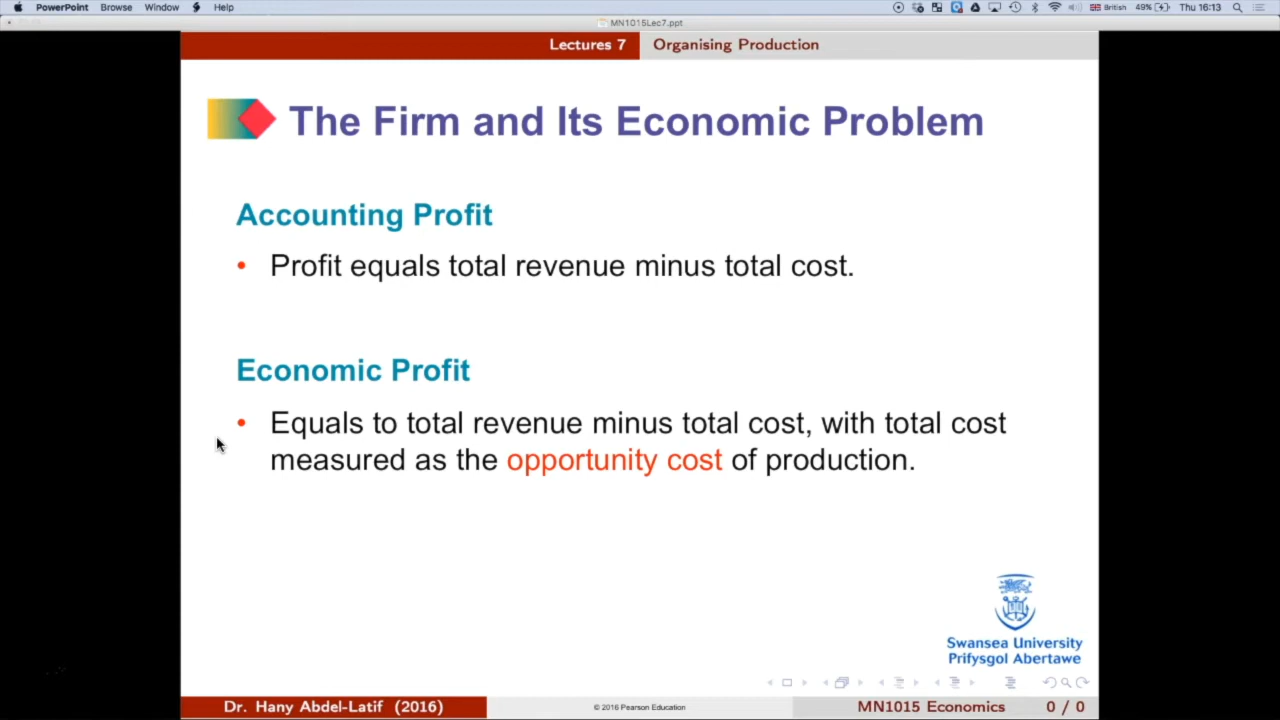 PowerPoint Browse Window Help British 49% Thu 16:13
MN1015Lec7.ppt
Lectures 7 Organising Production
The Firm and Its Economic Problem
Accounting Profit
• Profit equals total revenue minus total cost.
Economic Profit
• Equals to total revenue minus total cost, with total cost
measured as the opportunity cost of production.
Swansea University
Prifysgol Abertawe
Dr. Hany Abdel-Latif (2016) © 2016 Pearson Education MN1015 Economics 0 / 0